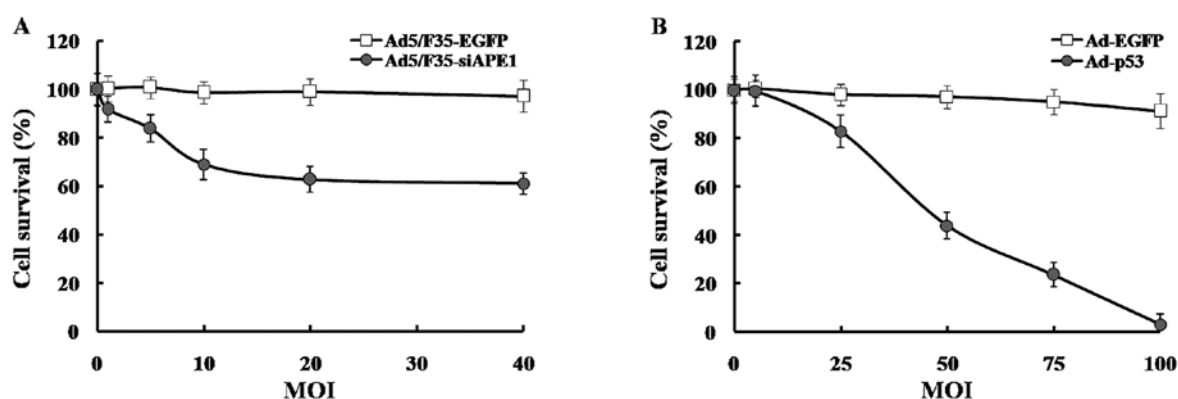 A
Ad5/F35-EGFP
Ad5/F35-siAPE1
Cell survival (%)
120
100
80
60
40
20
0
0 10 20 30 40
MOI
B
Ad-EGFP
Ad-p53
Cell survival (%)
120
100
80
60
40
20
0
0 25 50 75 100
MOI